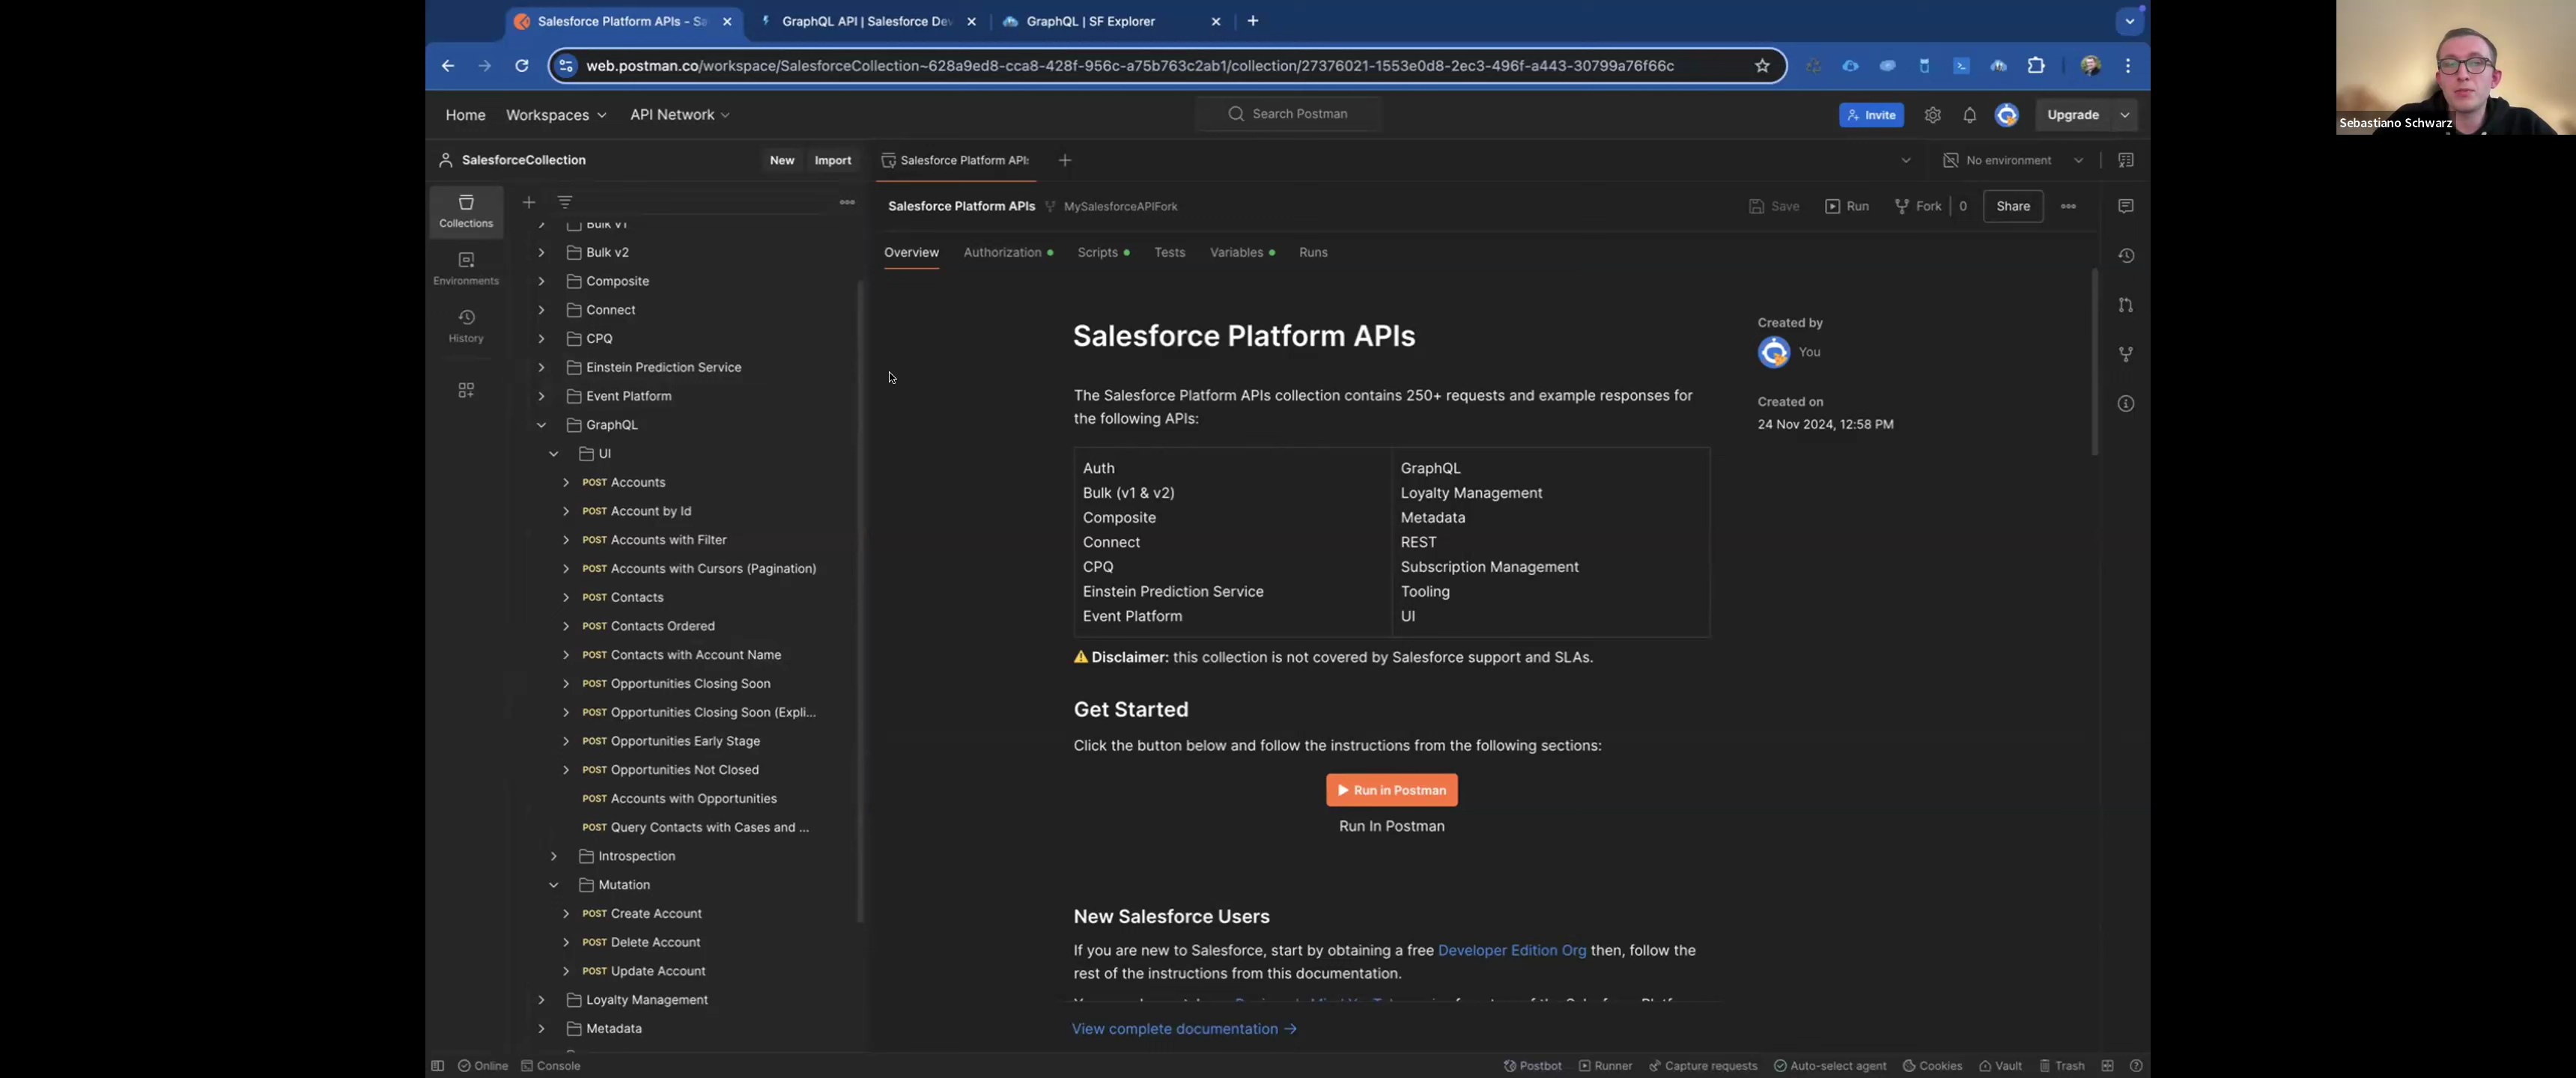 Salesforce Platform APIs - Sa
GraphQL API | Salesforce Dev
GraphQL | SF Explorer
web.postman.co/workspace/SalesforceCollection~628a9ed8-cca8-428f-956c-a75b763c2ab1/collection/27376021-1553e0d8-2ec3-496f-a443-30799a76f66c
Sebastiano Schwarz
Home Workspaces API Network
Search Postman
Invite
Upgrade
SalesforceCollection
New Import
Salesforce Platform APIs
No environment
Collections
Environments
History
Bulk v1
Bulk v2
Composite
Connect
CPQ
Einstein Prediction Service
Event Platform
GraphQL
UI
POST Accounts
POST Account by Id
POST Accounts with Filter
POST Accounts with Cursors (Pagination)
POST Contacts
POST Contacts Ordered
POST Contacts with Account Name
POST Opportunities Closing Soon
POST Opportunities Closing Soon (Expli...
POST Opportunities Early Stage
POST Opportunities Not Closed
POST Accounts with Opportunities
POST Query Contacts with Cases and ...
Introspection
Mutation
POST Create Account
POST Delete Account
POST Update Account
Loyalty Management
Metadata
Salesforce Platform APIs MySalesforceAPIFork
Save Run Fork 0 Share
Overview Authorization Scripts Tests Variables Runs
Salesforce Platform APIs
The Salesforce Platform APIs collection contains 250+ requests and example responses for
the following APIs:
Auth GraphQL
Bulk (v1 & v2) Loyalty Management
Composite Metadata
Connect REST
CPQ Subscription Management
Einstein Prediction Service Tooling
Event Platform UI
⚠ Disclaimer: this collection is not covered by Salesforce support and SLAs.
Get Started
Click the button below and follow the instructions from the following sections:
Run in Postman
Run In Postman
New Salesforce Users
If you are new to Salesforce, start by obtaining a free Developer Edition Org then, follow the
rest of the instructions from this documentation.
View complete documentation →
Created by
You
Created on
24 Nov 2024, 12:58 PM
Online Console
Postbot Runner Capture requests Auto-select agent Cookies Vault Trash